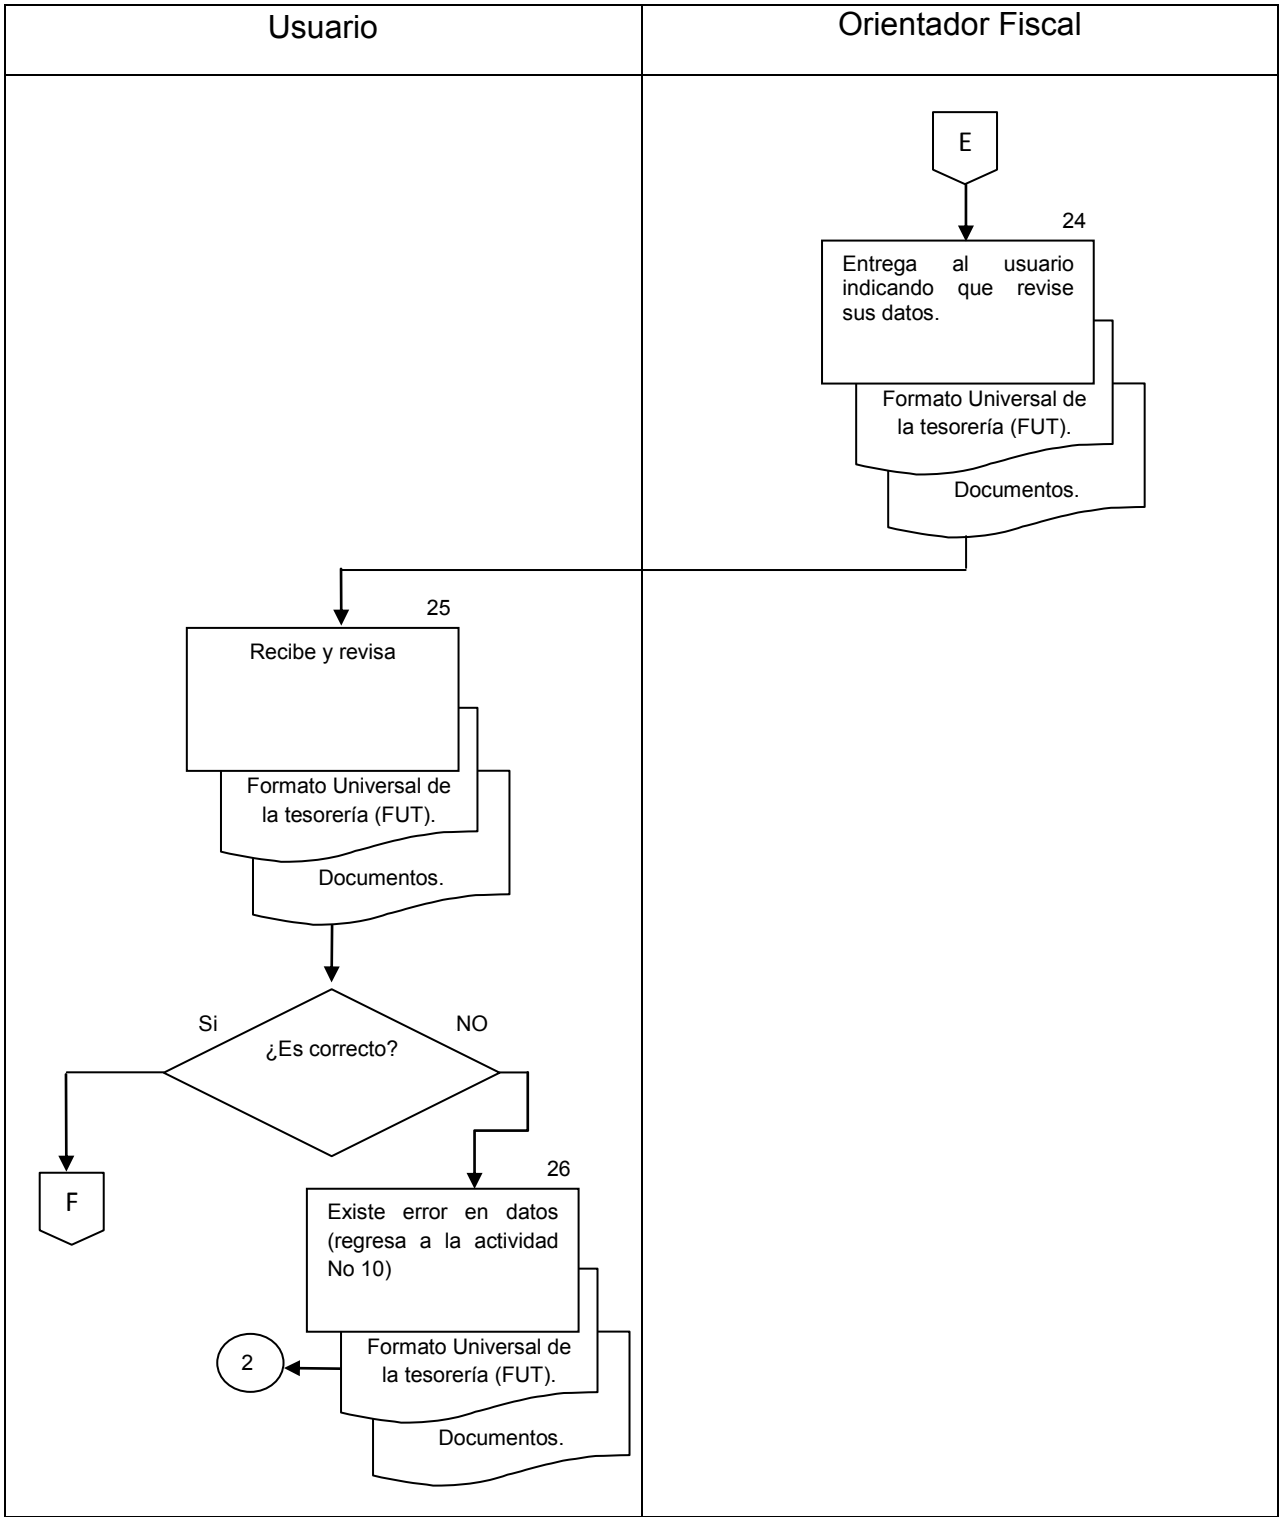 Usuario
Orientador Fiscal
E
24
Entrega al usuario
indicando que revise
sus datos.
Formato Universal de
la tesorería (FUT).
Documentos.
25
Recibe y revisa
Formato Universal de
la tesorería (FUT).
Documentos.
Si
NO
¿Es correcto?
F
26
Existe error en datos
(regresa a la actividad
No 10)
2
Formato Universal de
la tesorería (FUT).
Documentos.